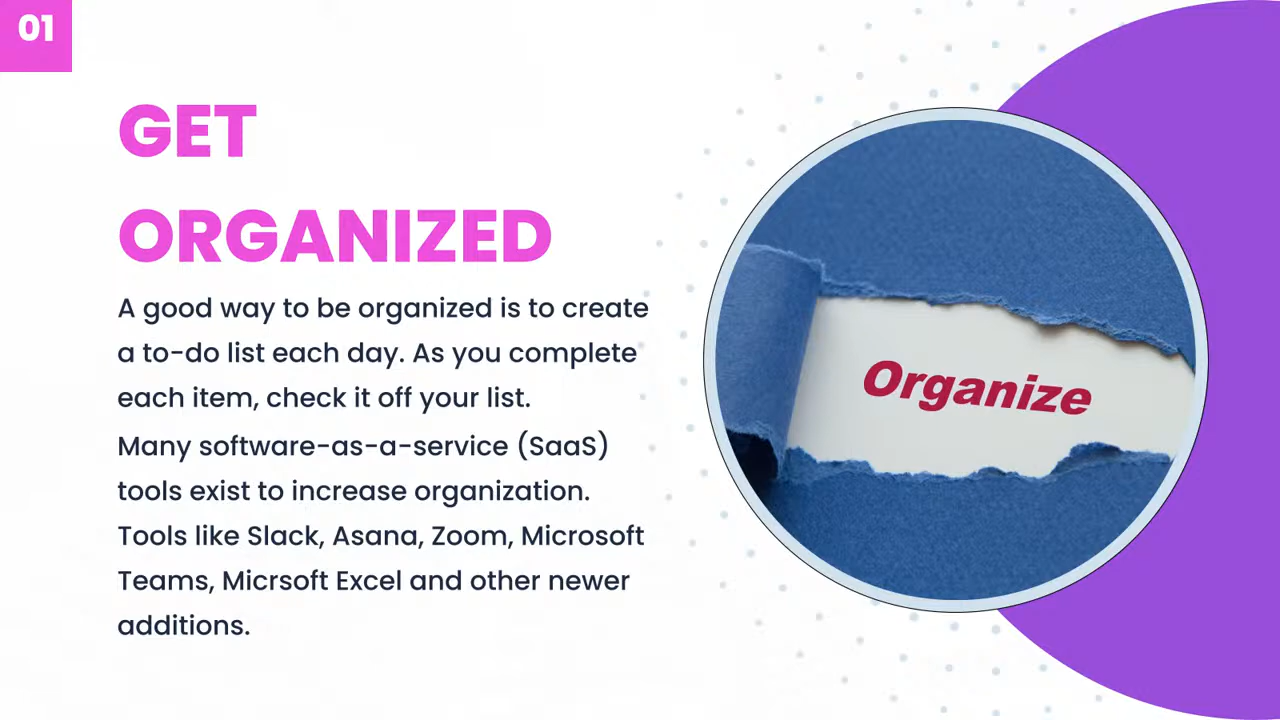 01
GET
ORGANIZED
A good way to be organized is to create
a to-do list each day. As you complete
each item, check it off your list.
Many software-as-a-service (SaaS)
tools exist to increase organization.
Tools like Slack, Asana, Zoom, Microsoft
Teams, Micrsoft Excel and other newer
additions.
Organize